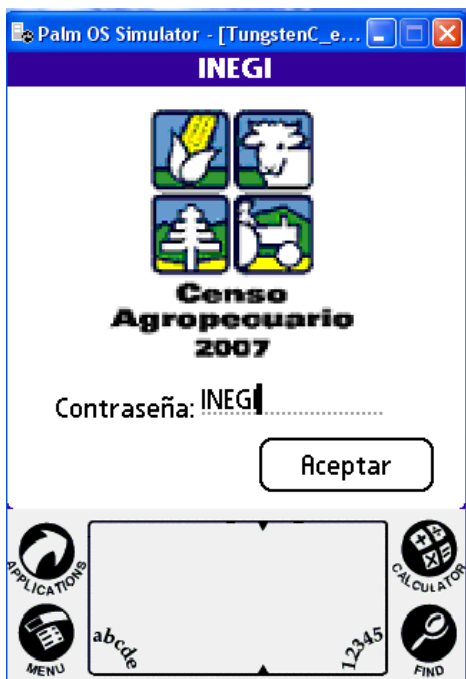 Palm OS Simulator - [TungstenC_e...
INEGI
Censo
Agropecuario
2007
Contraseña: INEGI
Aceptar
APPLICATIONS
CALCULATOR
abcde
12345
MENU
FIND